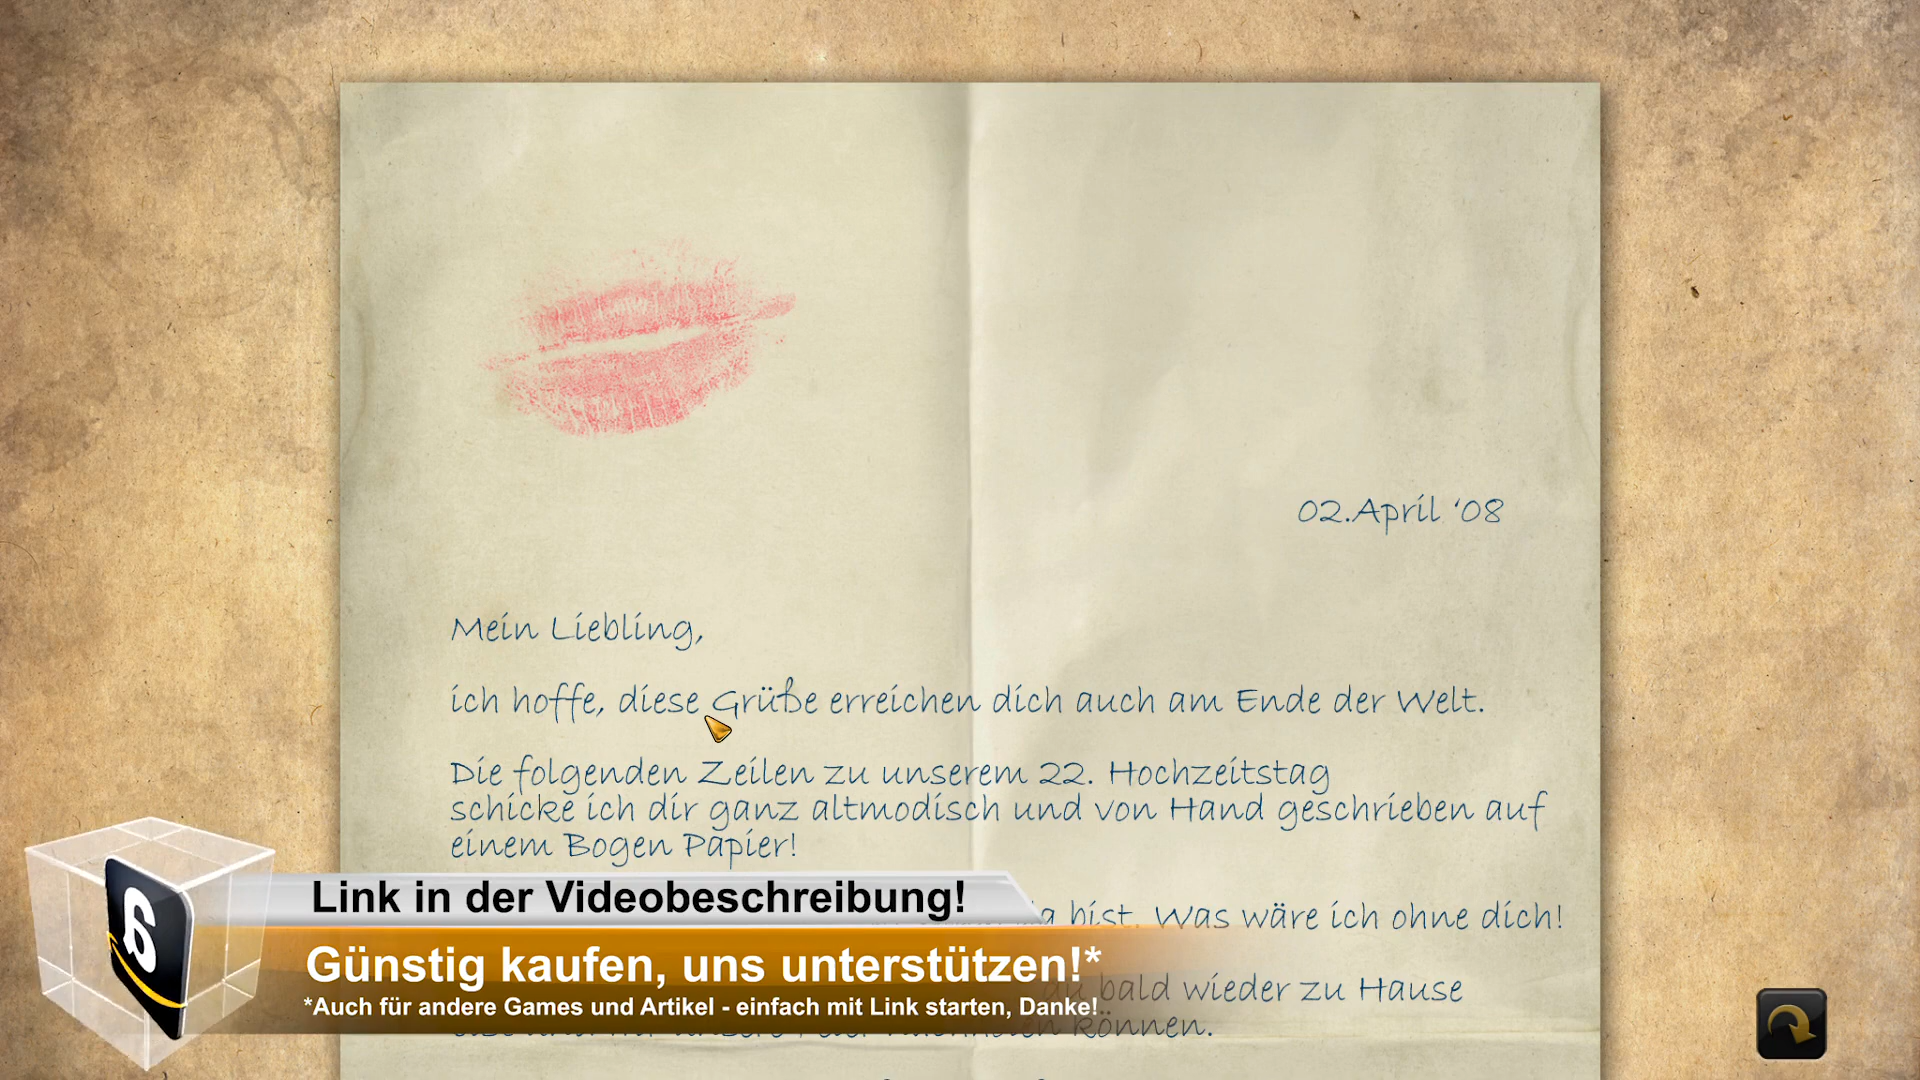 02.April '08
Mein Liebling,
ich hoffe, diese Grüße erreichen dich auch am Ende der Welt.
Die folgenden Zeilen zu unserem 22. Hochzeitstag
schicke ich dir ganz altmodisch und von Hand geschrieben auf
einem Bogen Papier!
bist. Was wäre ich ohne dich!
du bald wieder zu Hause
können.
6
Link in der Videobeschreibung!
Günstig kaufen, uns unterstützen!*
*Auch für andere Games und Artikel - einfach mit Link starten, Danke!